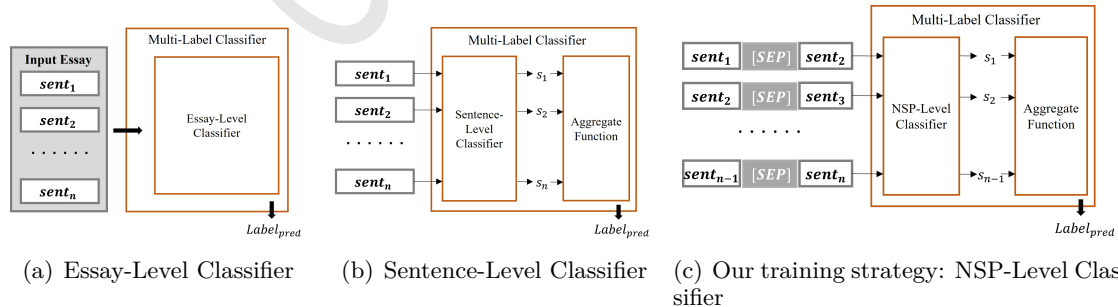 Multi-Label Classifier
Input Essay
sent₁
sent₂
. . . . . .
sentₙ
Essay-Level
Classifier
Label_pred
(a) Essay-Level Classifier
Multi-Label Classifier
sent₁
sent₂
. . . . . .
sentₙ
Sentence-
Level
Classifier
s₁
s₂
sₙ
Aggregate
Function
Label_pred
(b) Sentence-Level Classifier
Multi-Label Classifier
sent₁ [SEP] sent₂
sent₂ [SEP] sent₃
. . . . . .
sentₙ₋₁ [SEP] sentₙ
NSP-Level
Classifier
s₁
s₂
sₙ₋₁
Aggregate
Function
Label_pred
(c) Our training strategy: NSP-Level Clas
sifier